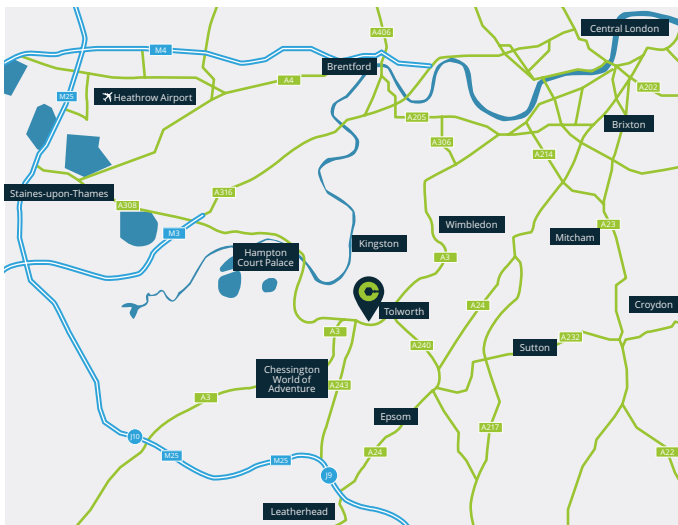 Central London
A406
M4
Brentford
A4
A202
M25
Heathrow Airport
A205
Brixton
A306
A214
Staines-upon-Thames
A316
A308
M3
Wimbledon
A23
Mitcham
Kingston
Hampton
Court Palace
A3
A24
Croydon
Tolworth
A3
A232
A240
Sutton
Chessington
World of
Adventure
A243
A3
Epsom
A217
J10
M25
M25
A24
A22
J9
Leatherhead